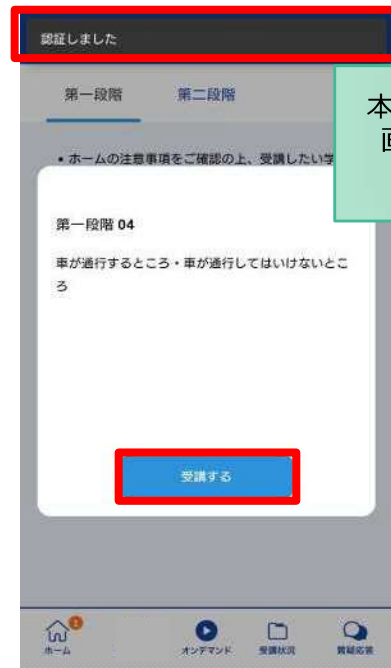 認証しました
第一段階 第二段階
本
画
• ホームの注意事項をご確認の上、受講したい学
第一段階 04
車が通行するところ・車が通行してはいけないとこ
ろ
受講する
1
ホーム オンデマンド 受講状況 質疑応答